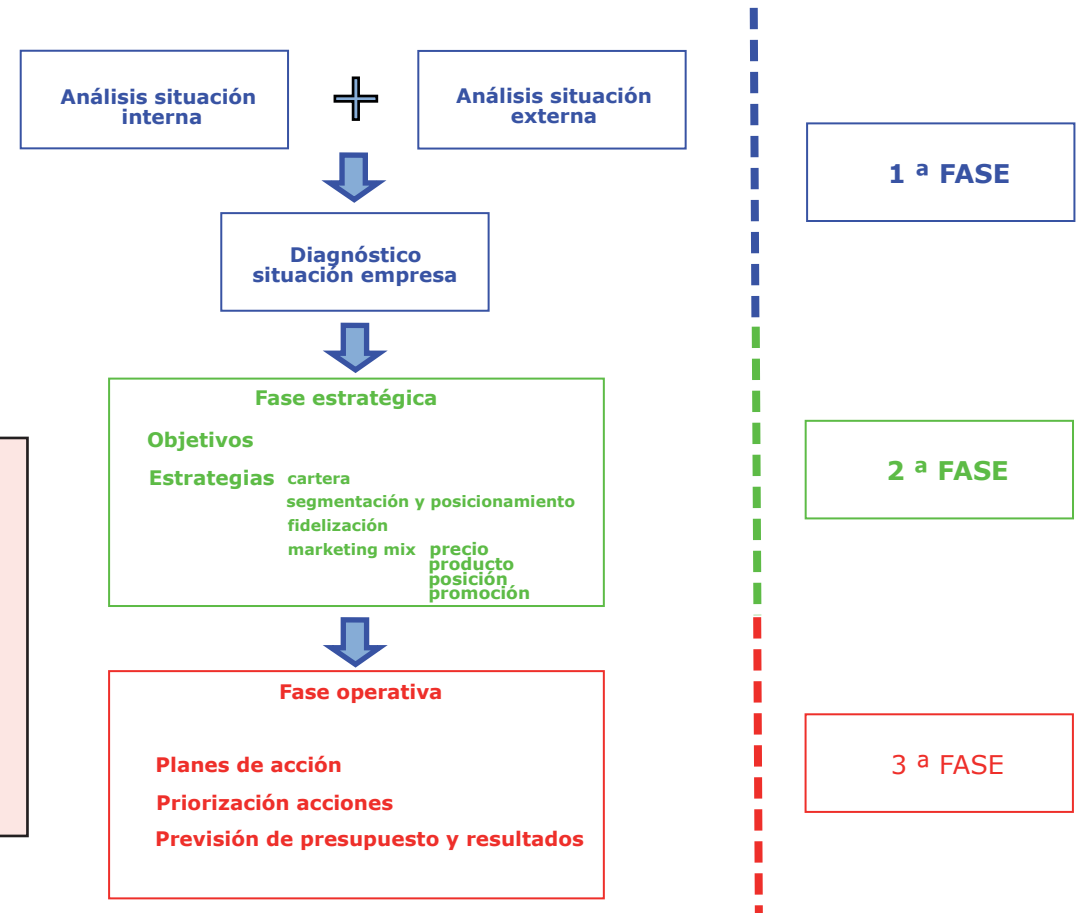 Análisis situación
interna
Análisis situación
externa
1 ª FASE
Diagnóstico
situación empresa
Fase estratégica
Objetivos
Estrategias cartera
segmentación y posicionamiento
fidelización
marketing mix precio
producto
posición
promoción
2 ª FASE
Fase operativa
Planes de acción
Priorización acciones
Previsión de presupuesto y resultados
3 ª FASE